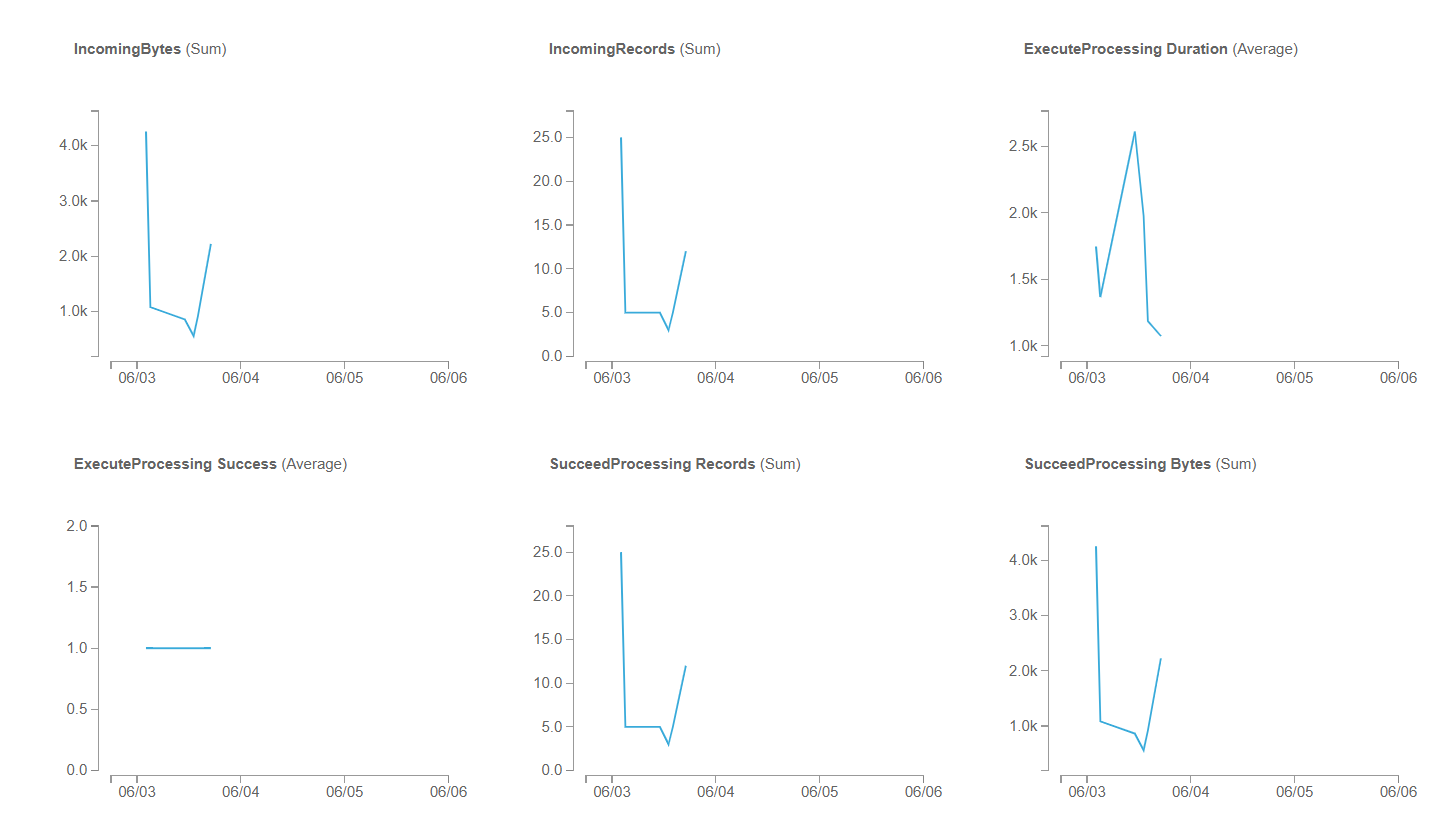 IncomingBytes (Sum)
IncomingRecords (Sum)
ExecuteProcessing Duration (Average)
4.0k
3.0k
2.0k
1.0k
06/03 06/04 06/05 06/06
25.0
20.0
15.0
10.0
5.0
0.0
06/03 06/04 06/05 06/06
2.5k
2.0k
1.5k
1.0k
06/03 06/04 06/05 06/06
ExecuteProcessing Success (Average)
SucceedProcessing Records (Sum)
SucceedProcessing Bytes (Sum)
2.0
1.5
1.0
0.5
0.0
06/03 06/04 06/05 06/06
25.0
20.0
15.0
10.0
5.0
0.0
06/03 06/04 06/05 06/06
4.0k
3.0k
2.0k
1.0k
06/03 06/04 06/05 06/06